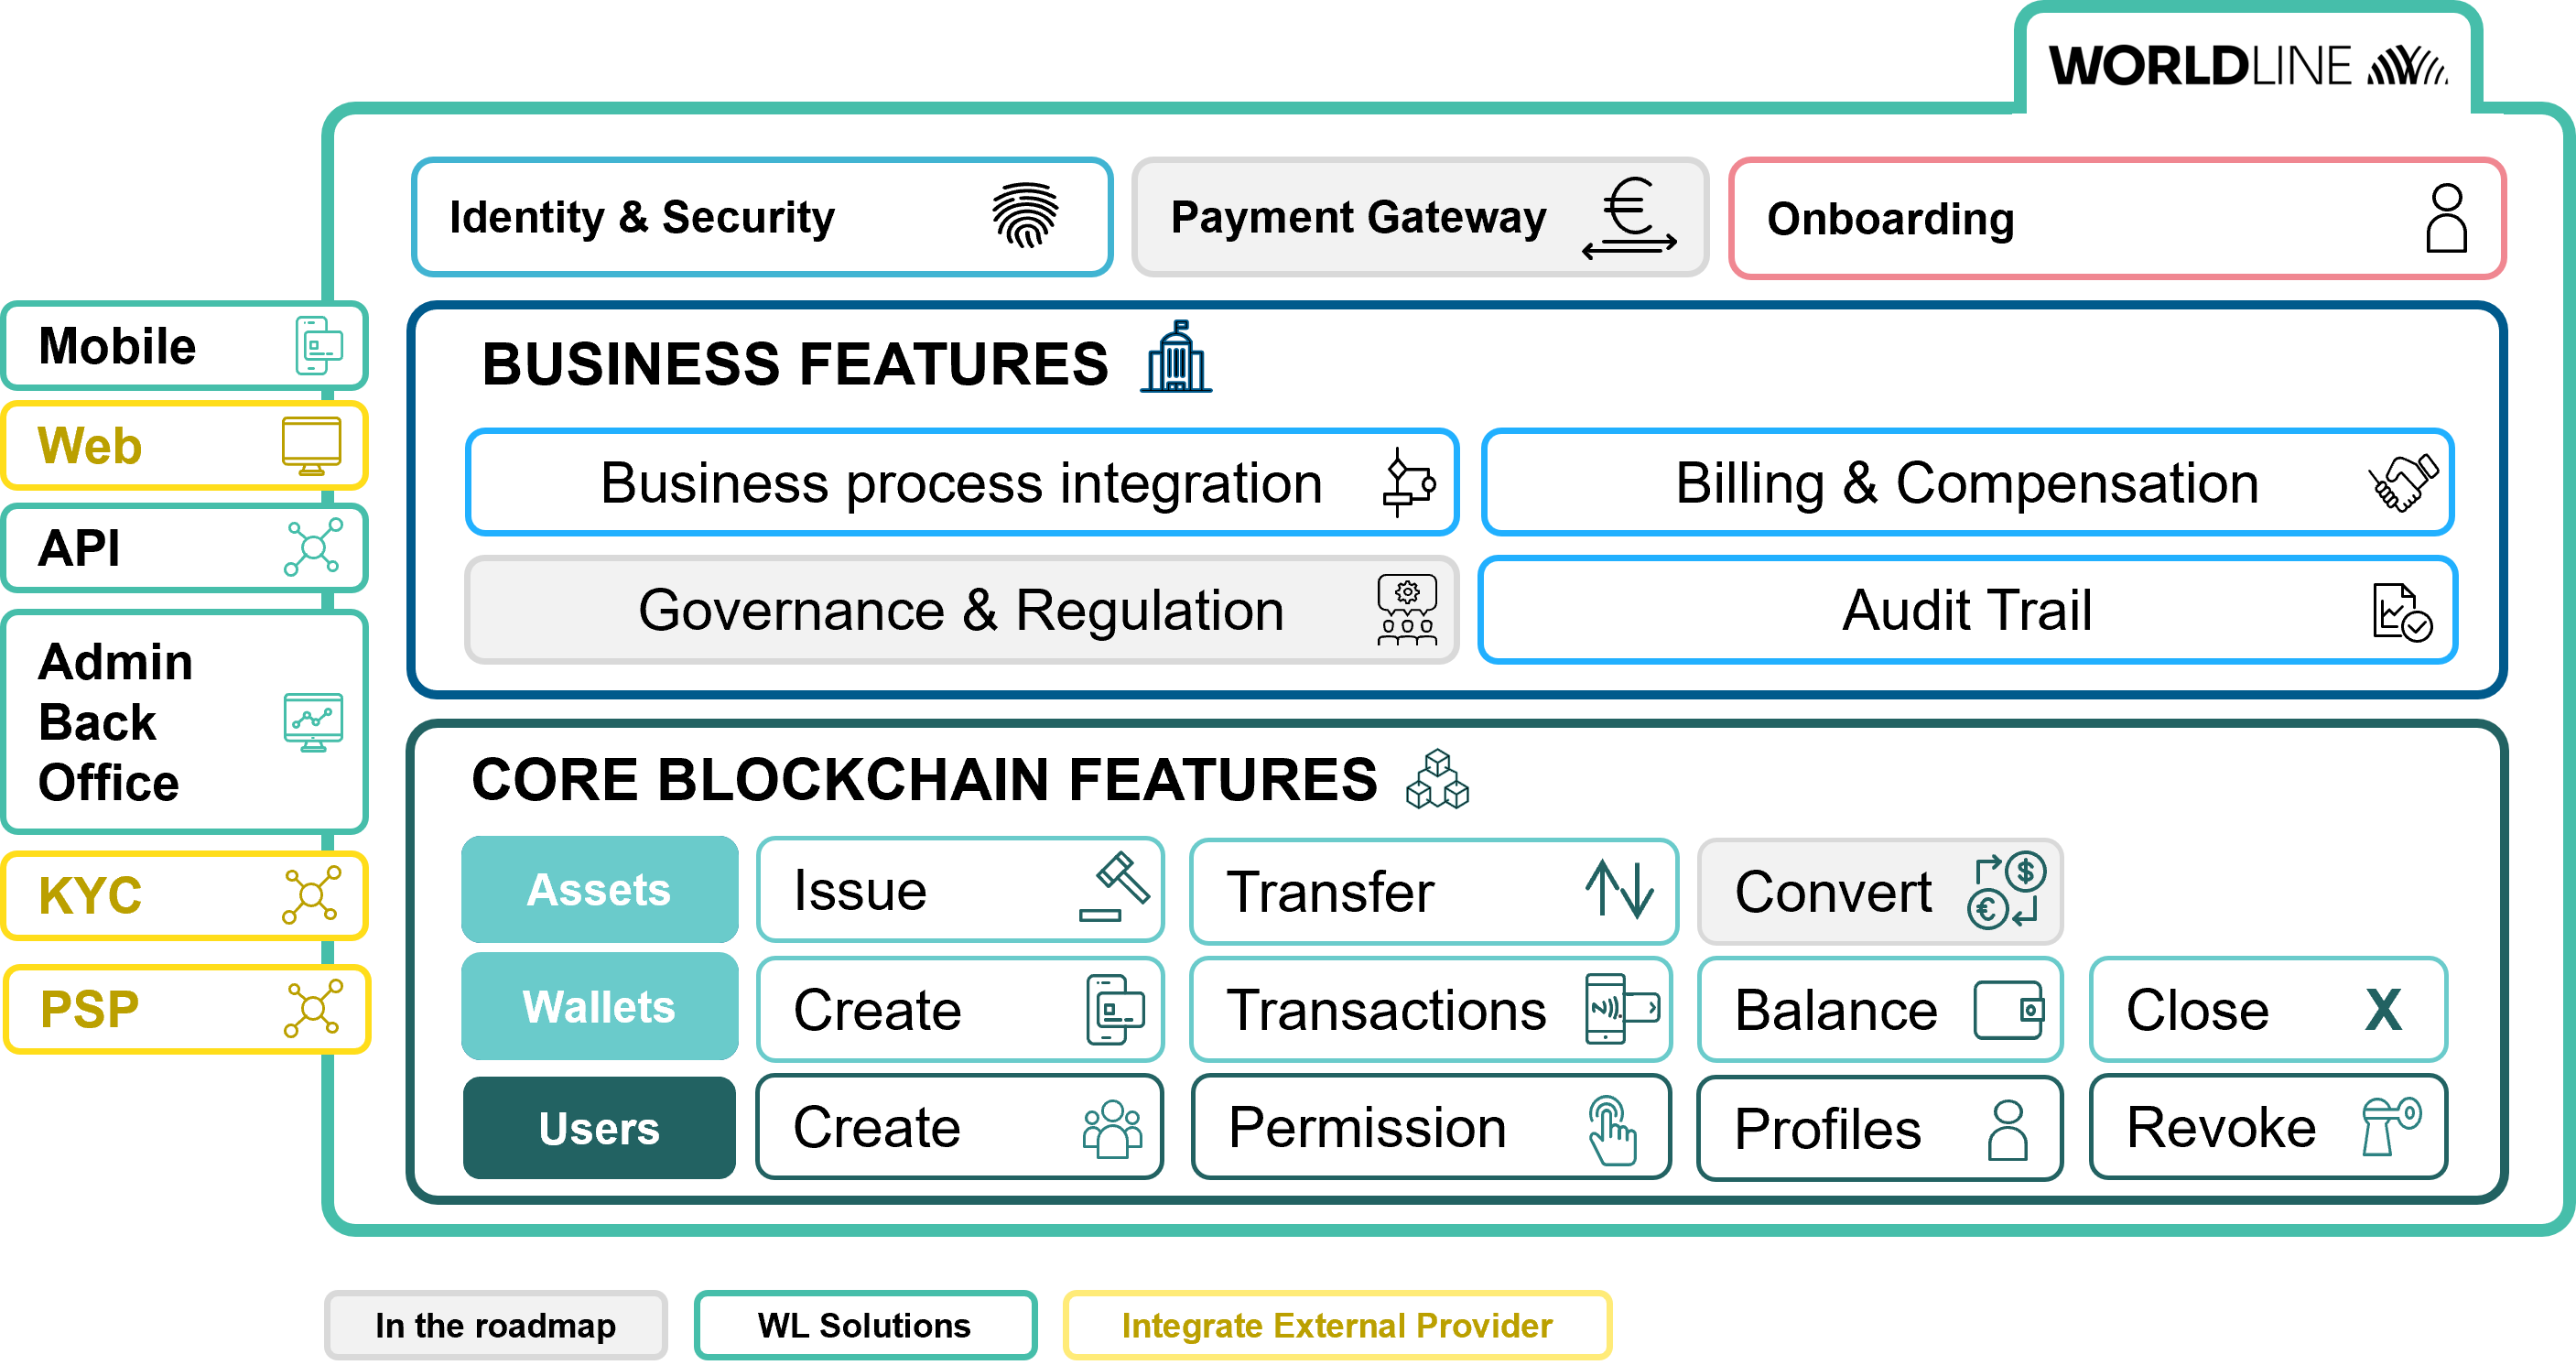 WORLDLINE
Identity & Security
Payment Gateway
Onboarding
Mobile
Web
API
Admin
Back
Office
KYC
PSP
BUSINESS FEATURES
Business process integration
Billing & Compensation
Governance & Regulation
Audit Trail
CORE BLOCKCHAIN FEATURES
Assets
Issue
Transfer
Convert
Wallets
Create
Transactions
Balance
Close X
Users
Create
Permission
Profiles
Revoke
In the roadmap
WL Solutions
Integrate External Provider